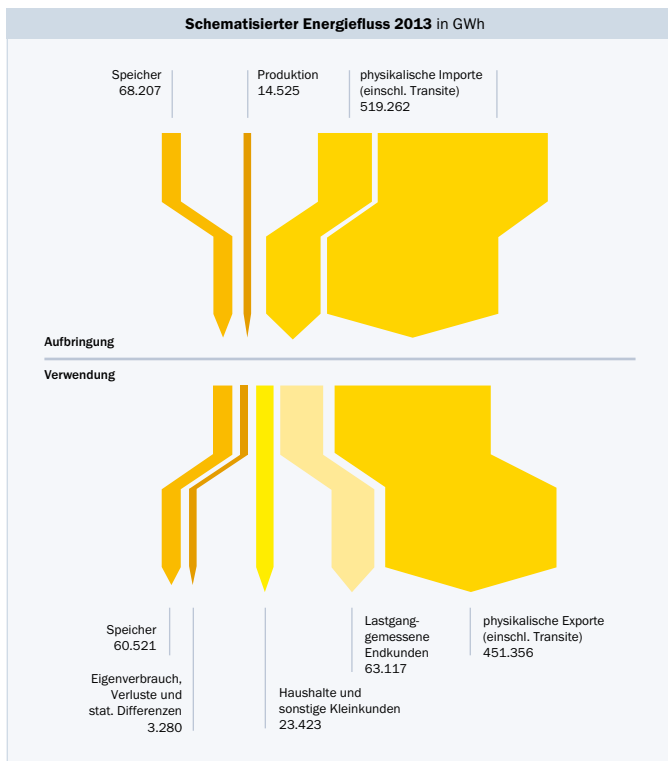 Schematisierter Energiefluss 2013 in GWh
Speicher
68.207
Produktion
14.525
physikalische Importe
(einschl. Transite)
519.262
Aufbringung
Verwendung
Speicher
60.521
Eigenverbrauch,
Verluste und
stat. Differenzen
3.280
Haushalte und
sonstige Kleinkunden
23.423
Lastgang-
gemessene
Endkunden
63.117
physikalische Exporte
(einschl. Transite)
451.356